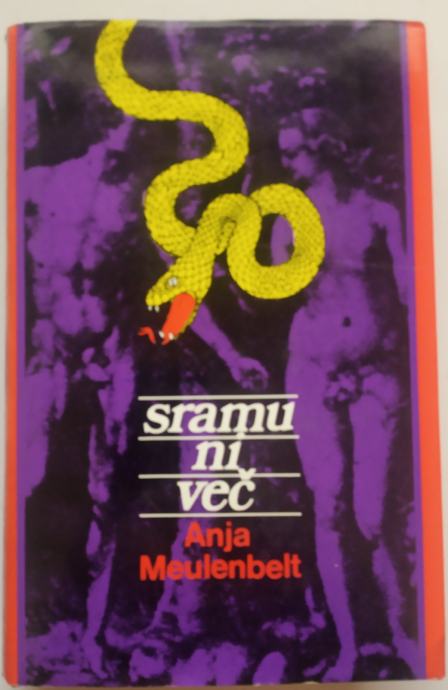 sramu
ni
več
Anja
Meulenbelt